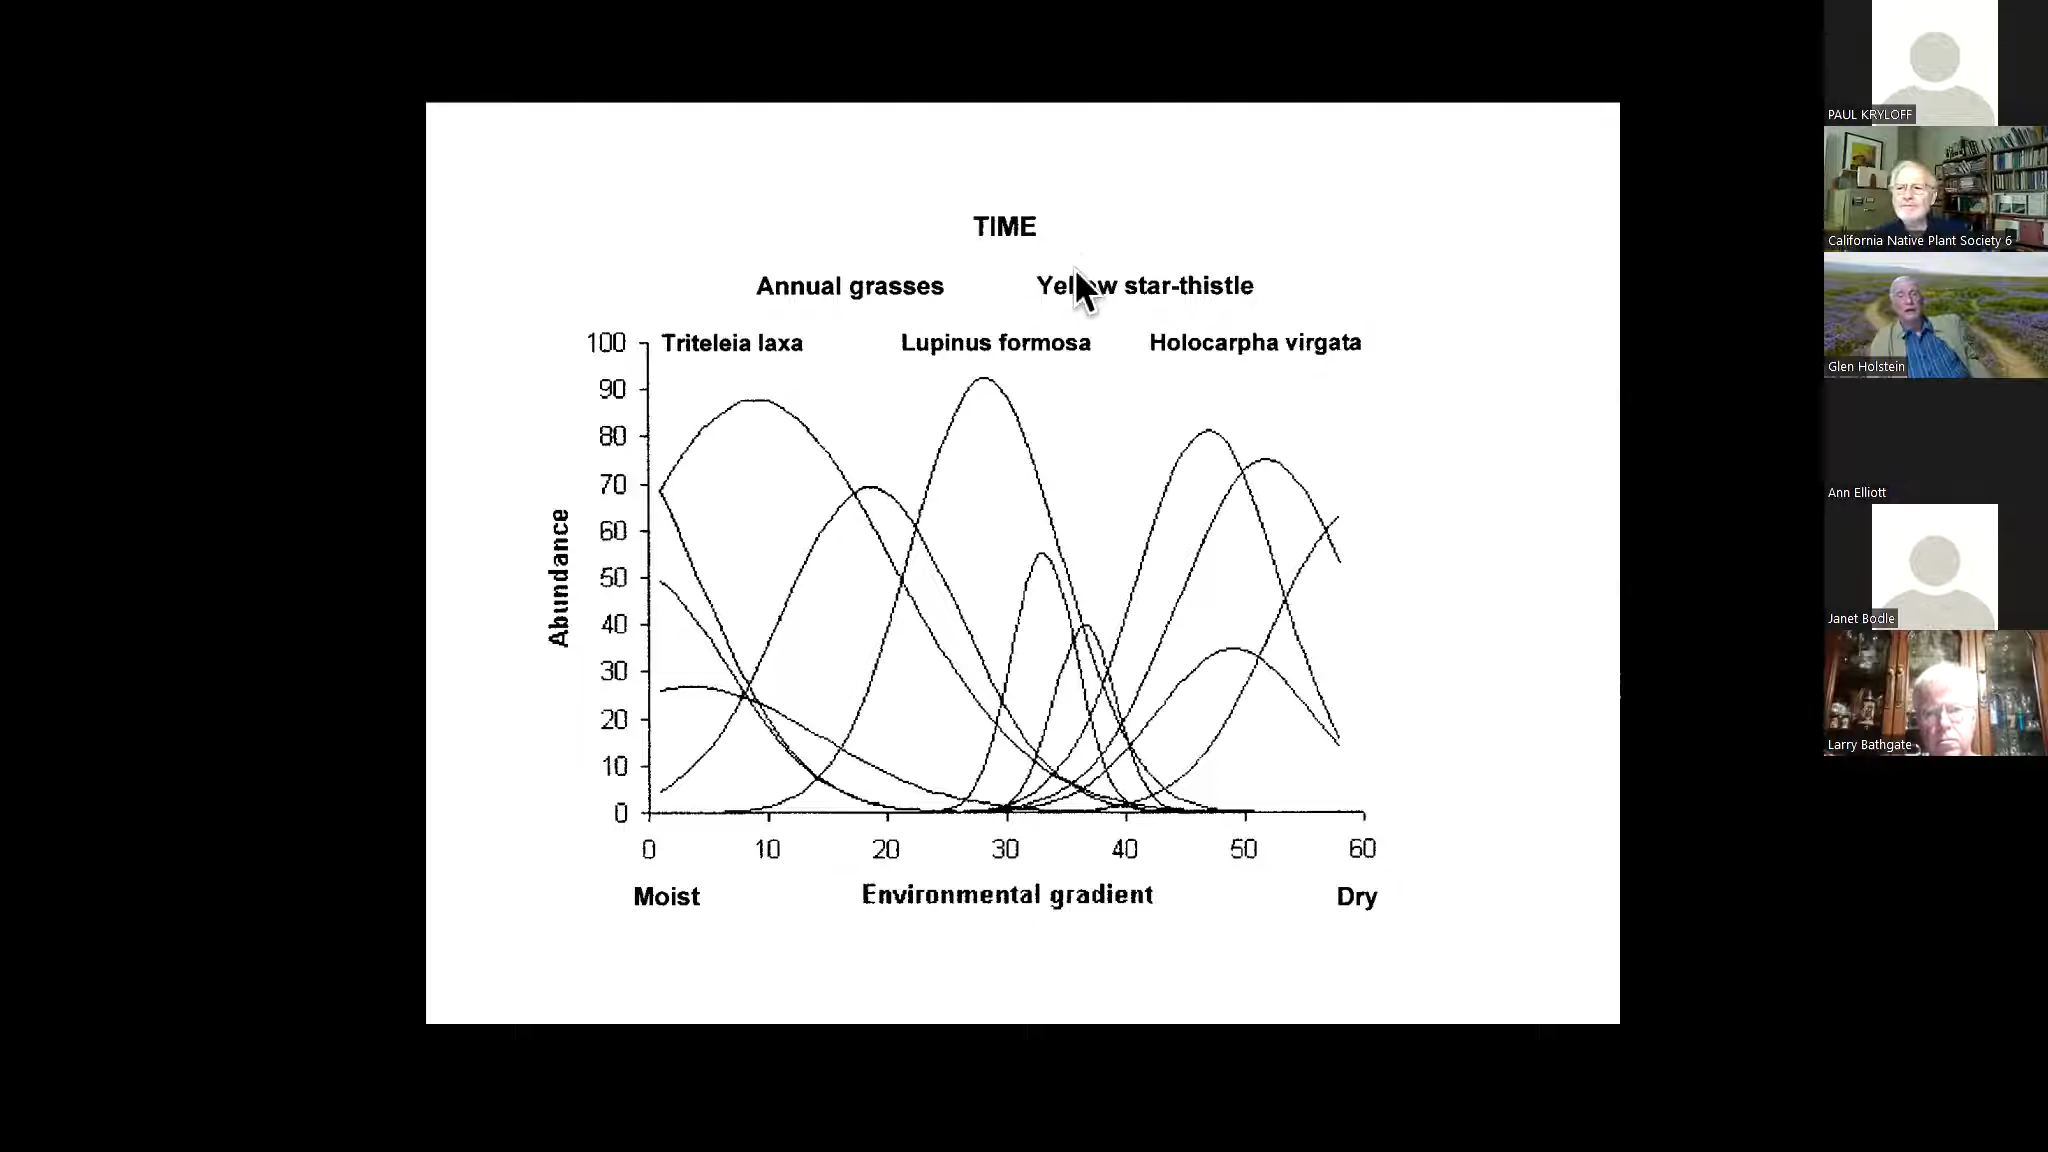 TIME
Annual grasses
Yellow star-thistle
Triteleia laxa
Lupinus formosa
Holocarpha virgata
100
90
80
70
60
50
40
30
20
10
0
Abundance
0 10 20 30 40 50 60
Moist
Environmental gradient
Dry
PAUL KRYLOFF
California Native Plant Society 6
Glen Holstein
Ann Elliott
Janet Bodle
Larry Bathgate